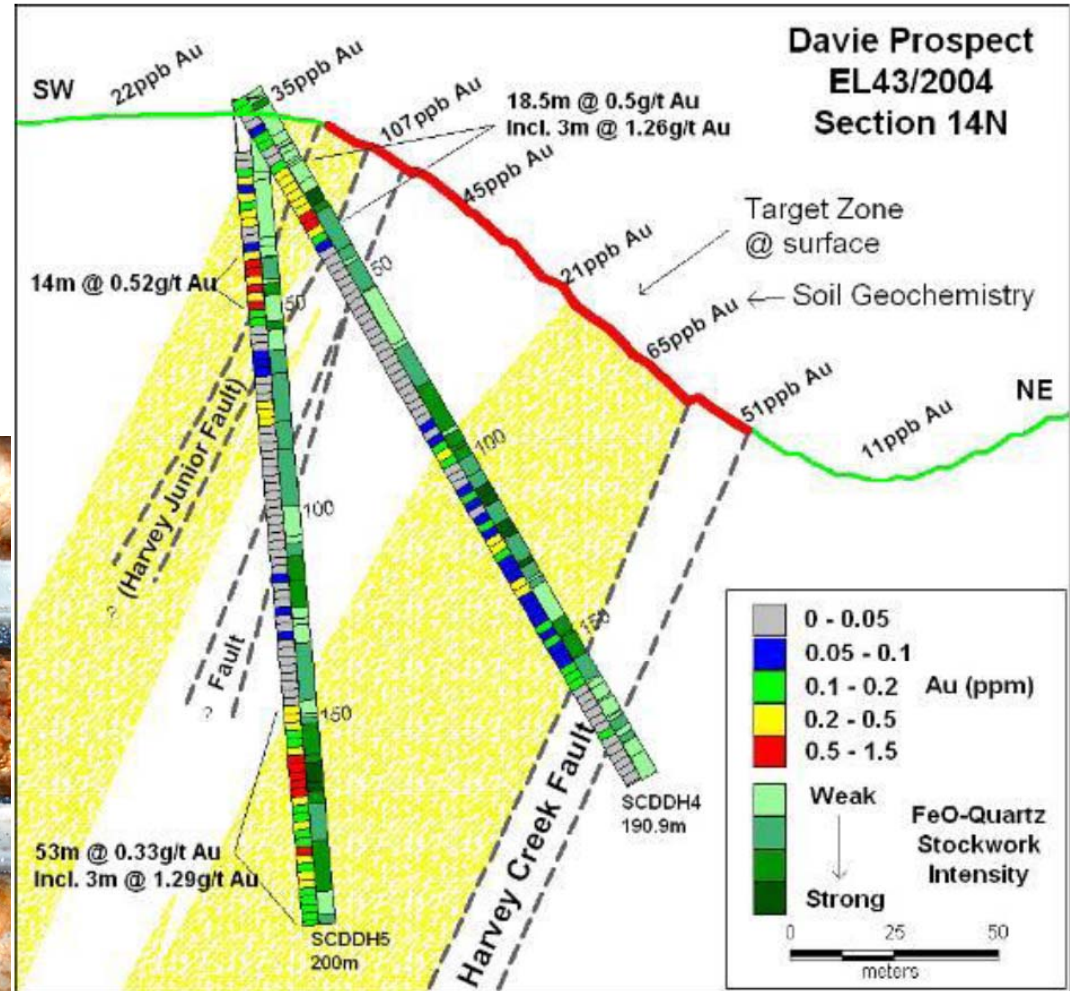 Davie Prospect
EL43/2004
Section 14N
SW
22ppb Au
35ppb Au
107ppb Au
18.5m @ 0.5g/t Au
Incl. 3m @ 1.26g/t Au
45ppb Au
21ppb Au
Target Zone
@ surface
65ppb Au
Soil Geochemistry
51ppb Au
11ppb Au
NE
14m @ 0.52g/t Au
50
50
(Harvey Junior Fault)
?
100
100
Fault
?
150
150
Harvey Creek Fault
SCDDH4
190.9m
53m @ 0.33g/t Au
Incl. 3m @ 1.29g/t Au
SCDDH5
200m
0 - 0.05
0.05 - 0.1
0.1 - 0.2
0.2 - 0.5
0.5 - 1.5
Au (ppm)
Weak
Strong
FeO-Quartz
Stockwork
Intensity
0 25 50
meters